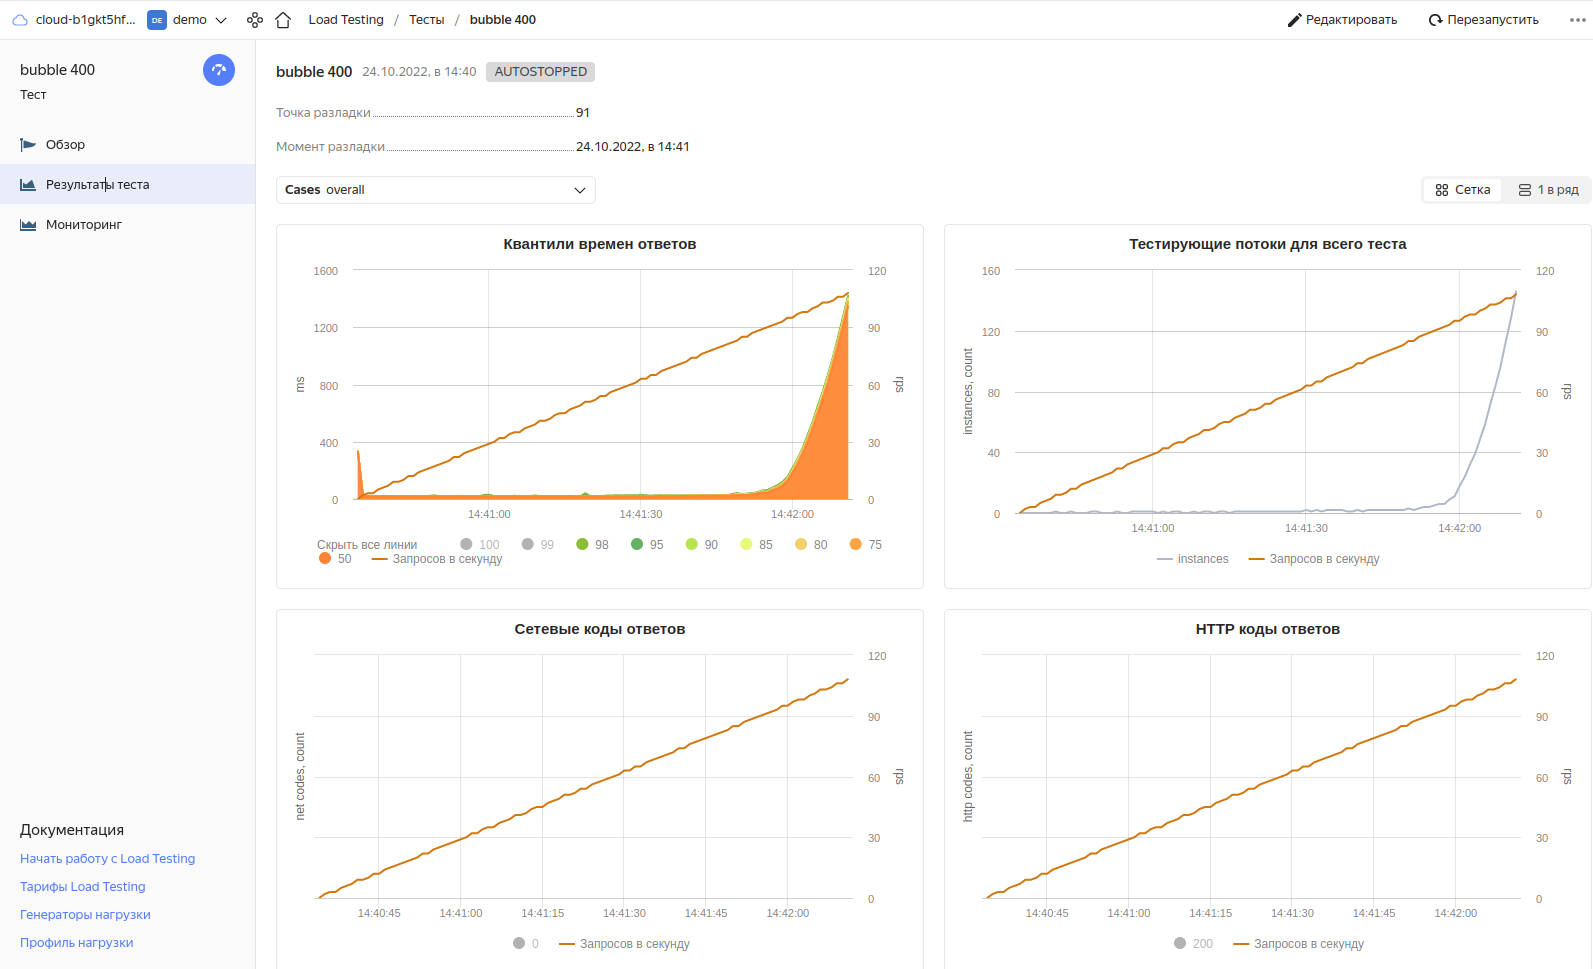 cloud-b1gkt5hf... DE demo Load Testing / Тесты / bubble 400 Редактировать Перезапустить
bubble 400
Тест
Обзор
Результаты теста
Мониторинг
Документация
Начать работу с Load Testing
Тарифы Load Testing
Генераторы нагрузки
Профиль нагрузки
bubble 400 24.10.2022, в 14:40 AUTOSTOPPED
Точка разладки 91
Момент разладки 24.10.2022, в 14:41
Cases overall
Сетка 1 в ряд
Квантили времен ответов
1600 120
1200 90
ms 800 60 rps
400 30
0 0
14:41:00 14:41:30 14:42:00
Скрыть все линии 100 99 98 95 90 85 80 75
50 Запросов в секунду
Тестирующие потоки для всего теста
160 120
120 90
instances, count 80 60 rps
40 30
0 0
14:41:00 14:41:30 14:42:00
instances Запросов в секунду
Сетевые коды ответов
120
90
net codes, count 60 rps
30
0
14:40:45 14:41:00 14:41:15 14:41:30 14:41:45 14:42:00
0 Запросов в секунду
HTTP коды ответов
120
90
http codes, count 60 rps
30
0
14:40:45 14:41:00 14:41:15 14:41:30 14:41:45 14:42:00
200 Запросов в секунду